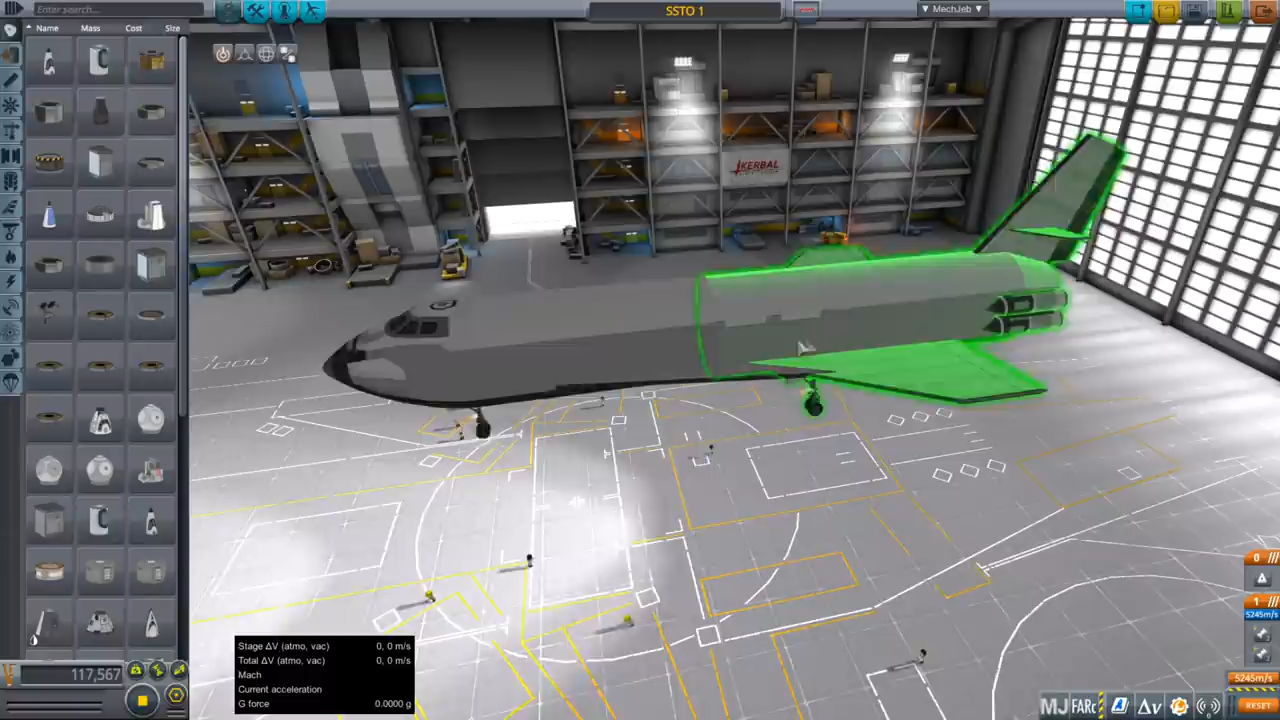 Enter search...
SSTO 1
▼ MechJeb ▼
Name Mass Cost Size
KERBAL
Stage ΔV (atmo, vac) 0, 0 m/s
Total ΔV (atmo, vac) 0, 0 m/s
Mach
Current acceleration
G force 0.0000 g
117,567
0
1
5245m/s
5245m/s
MJ FARc Δv RESET